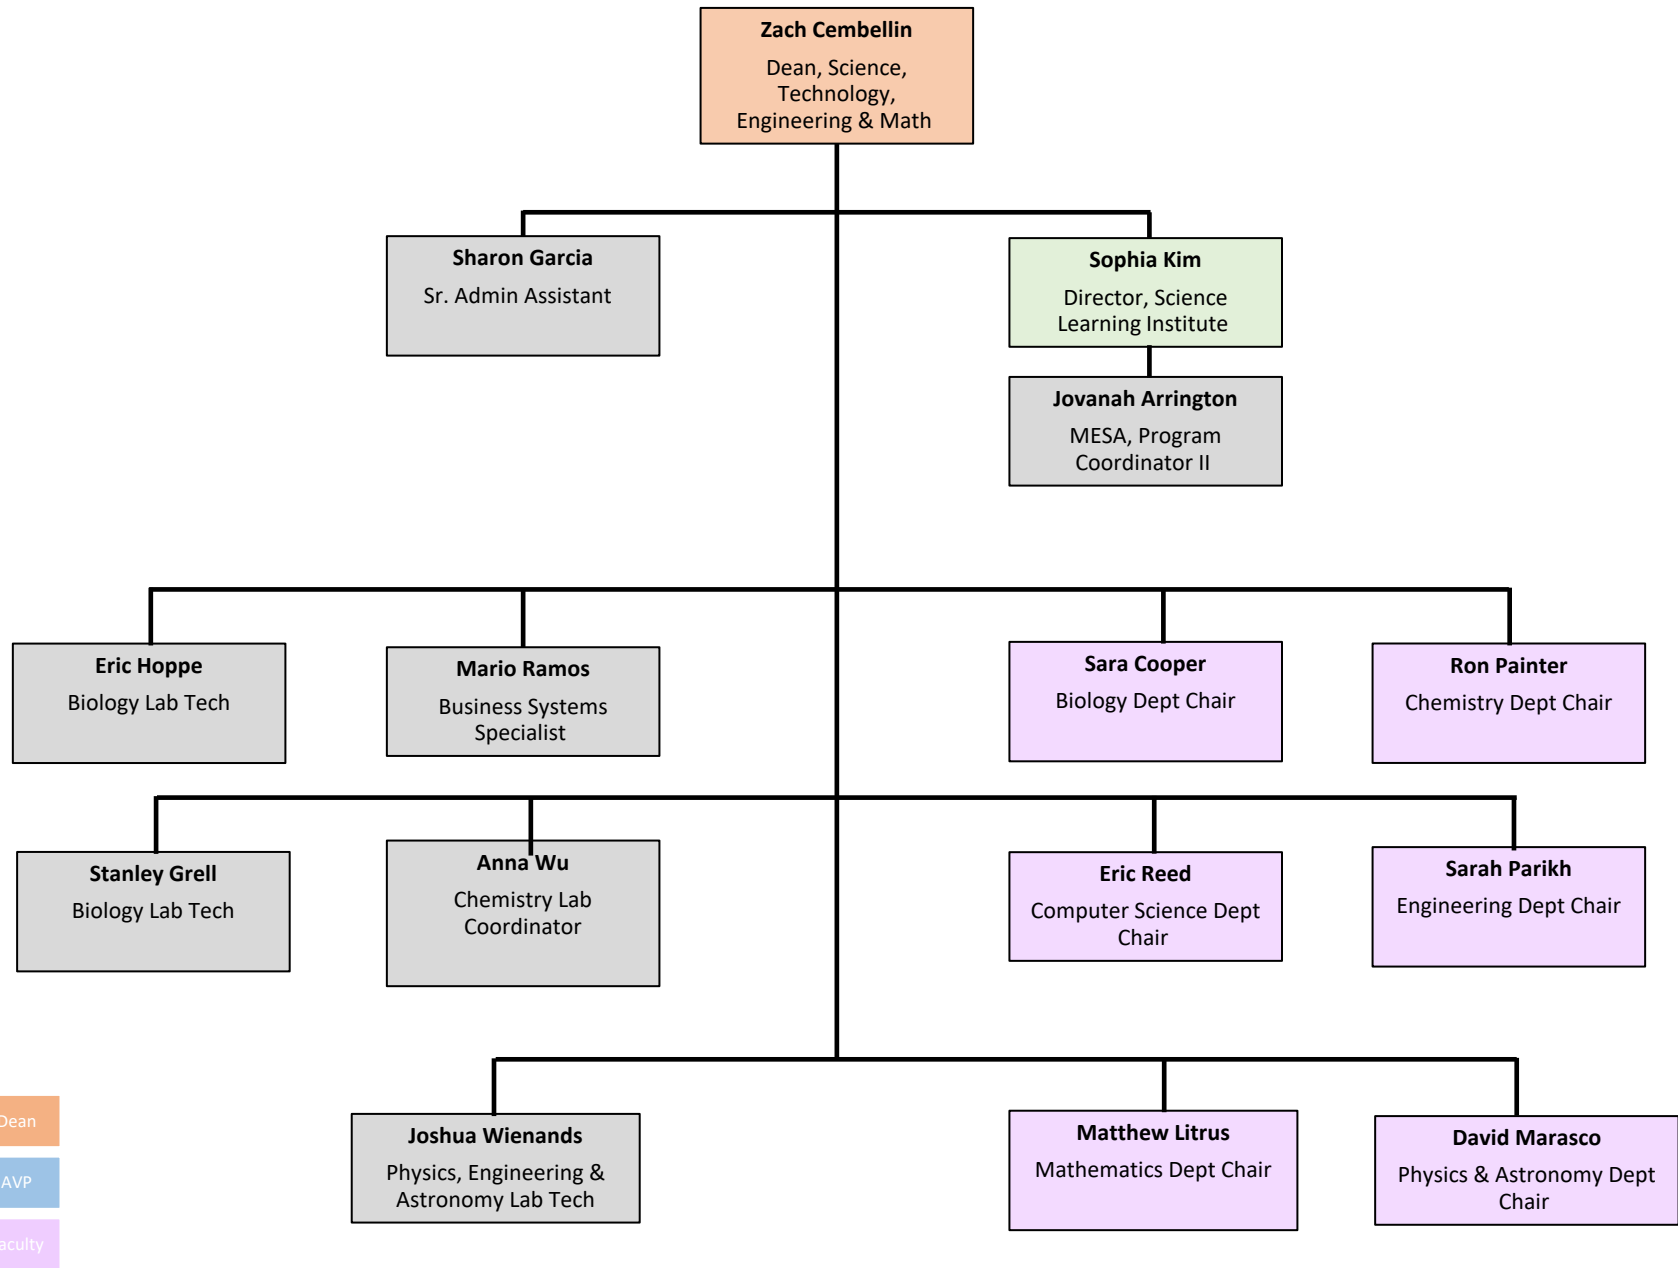 Zach Cembellin
Dean, Science,
Technology,
Engineering & Math
Sharon Garcia
Sr. Admin Assistant
Sophia Kim
Director, Science
Learning Institute
Jovanah Arrington
MESA, Program
Coordinator II
Eric Hoppe
Biology Lab Tech
Mario Ramos
Business Systems
Specialist
Sara Cooper
Biology Dept Chair
Ron Painter
Chemistry Dept Chair
Stanley Grell
Biology Lab Tech
Anna Wu
Chemistry Lab
Coordinator
Eric Reed
Computer Science Dept
Chair
Sarah Parikh
Engineering Dept Chair
Joshua Wienands
Physics, Engineering &
Astronomy Lab Tech
Matthew Litrus
Mathematics Dept Chair
David Marasco
Physics & Astronomy Dept
Chair
Dean
AVP
aculty